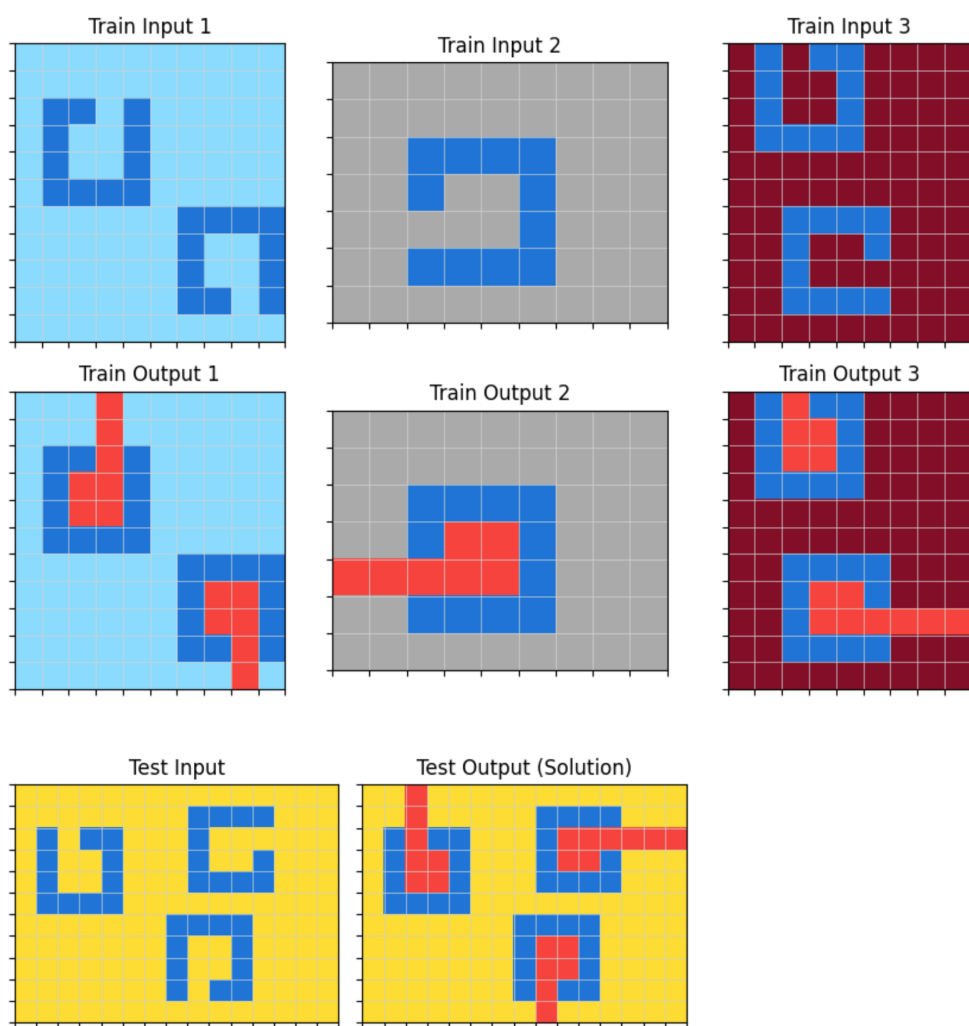 Train Input 1
Train Input 2
Train Input 3
Train Output 1
Train Output 2
Train Output 3
Test Input
Test Output (Solution)